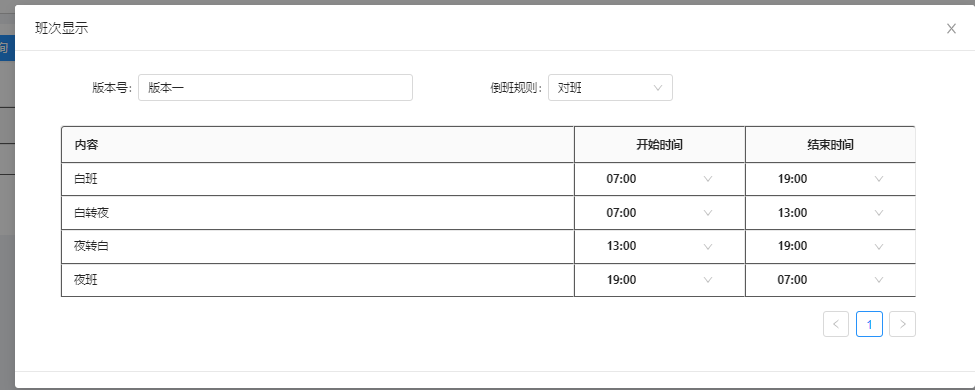 班次显示
询
版本号: 版本一 倒班规则: 对班
内容 开始时间 结束时间
白班 07:00 19:00
白转夜 07:00 13:00
夜转白 13:00 19:00
夜班 19:00 07:00
1